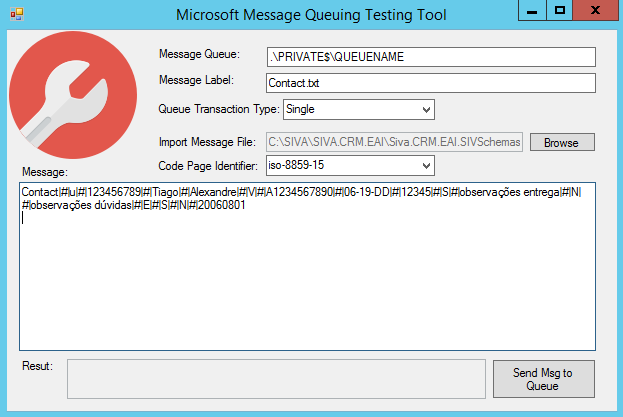 Microsoft Message Queuing Testing Tool
Message Queue: .\PRIVATE$\QUEUENAME
Message Label: Contact.txt
Queue Transaction Type: Single
Import Message File: C:\SIVA\SIVA.CRM.EAI\Siva.CRM.EAI.SIVSchemas Browse
Code Page Identifier: iso-8859-15
Message:
Contact|#|u|#|123456789|#|Tiago|#|Alexandre|#|V|#|A1234567890|#|06-19-DD|#|12345|#|S|#|observações entrega|#|N|
#|observações dúvidas|#|E|#|S|#|N|#|20060801
Resut:
Send Msg to
Queue